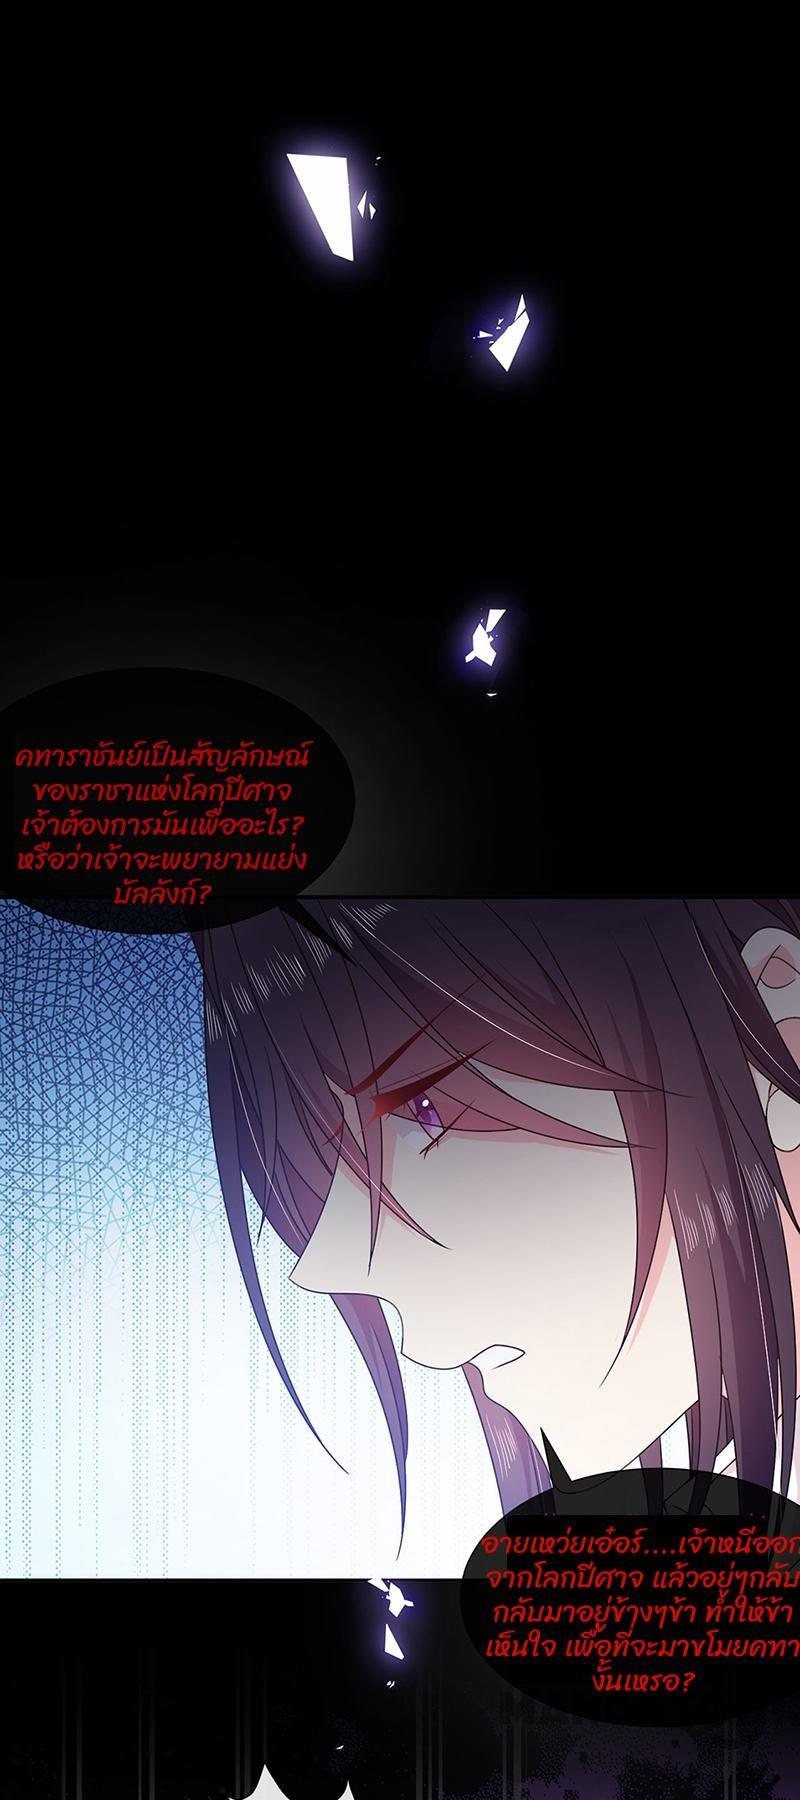 คทาราชันย์เป็นสัญลักษณ์
ของราชาแห่งโลกปีศาจ
เจ้าต้องการมันเพื่ออะไร?
หรือว่าเจ้าจะพยายามแย่ง
บัลลังก์?
อายเหว่ยเอ๋อร์....เจ้าหนีออก
จากโลกปีศาจ แล้วอยู่ๆกลับ
กลับมาอยู่ข้างๆข้า ทำให้ข้า
เห็นใจ เพื่อที่จะมาขโมยคทา
งั้นเหรอ?